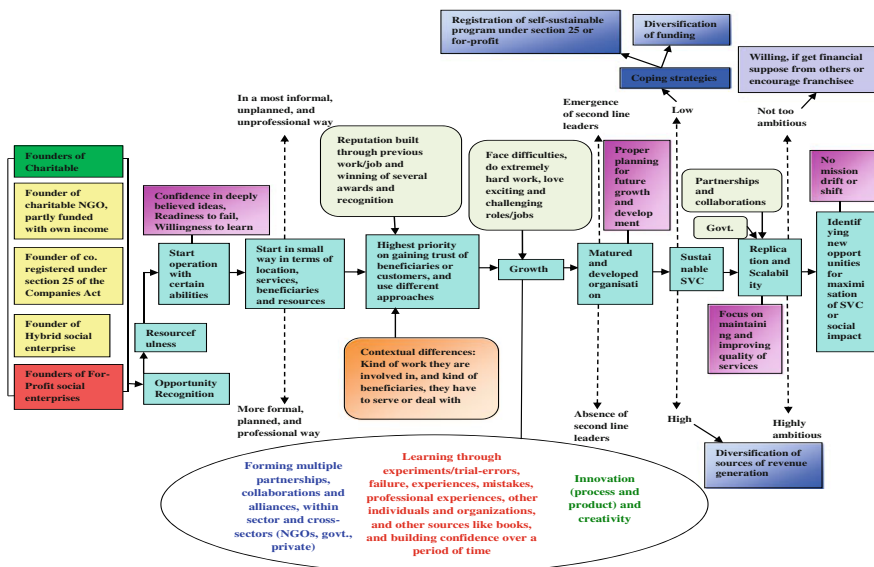 Registration of self-sustainable
program under section 25 or
for-profit
Diversification
of funding
Willing, if get financial
suppose from others or
encourage franchisee
Coping strategies
In a most informal,
unplanned, and
unprofessional way
Emergence
of second line
leaders
Low
Not too
ambitious
Reputation built
through previous
work/job and
winning of several
awards and
recognition
Face difficulties,
do extremely
hard work, love
exciting and
challenging
roles/jobs
Proper
planning
for future
growth and
develop
ment
Partnerships
and
collaborations
Govt.
No
mission
drift or
shift
Founders of
Charitable
Founder of
charitable NGO,
partly funded
with own income
Founder of co.
registered under
section 25 of the
Companies Act
Founder of
Hybrid social
enterprise
Founders of For-
Profit social
enterprises
Confidence in deeply
believed ideas,
Readiness to fail,
Willingness to learn
Resourcef
ulness
Opportunity
Recognition
Start
operation
with
certain
abilities
Start in small
way in terms of
location,
services,
beneficiaries
and resources
Highest priority
on gaining trust of
beneficiaries or
customers, and
use different
approaches
Growth
Matured and
developed
organisati
on
Sustai
nable
SVC
Replica
tion and
Scalabil
ity
Identif
ying
new
opport
unities
for
maximi
sation
of SVC
or
social
impact
Focus on
maintaini
ng and
improving
quality of
services
Contextual differences:
Kind of work they are
involved in, and kind of
beneficiaries, they have
to serve or deal with
More formal,
planned, and
professional way
Absence of
second line
leaders
High
Highly
ambitious
Diversification of
sources of revenue
generation
Forming multiple
partnerships,
collaborations and
alliances, within
sector and cross-
sectors (NGOs, govt.,
private)
Learning through
experiments/trial-errors,
failure, experiences, mistakes,
professional experiences, other
individuals and organizations,
and other sources like books,
and building confidence over a
period of time
Innovation
(process and
product) and
creativity